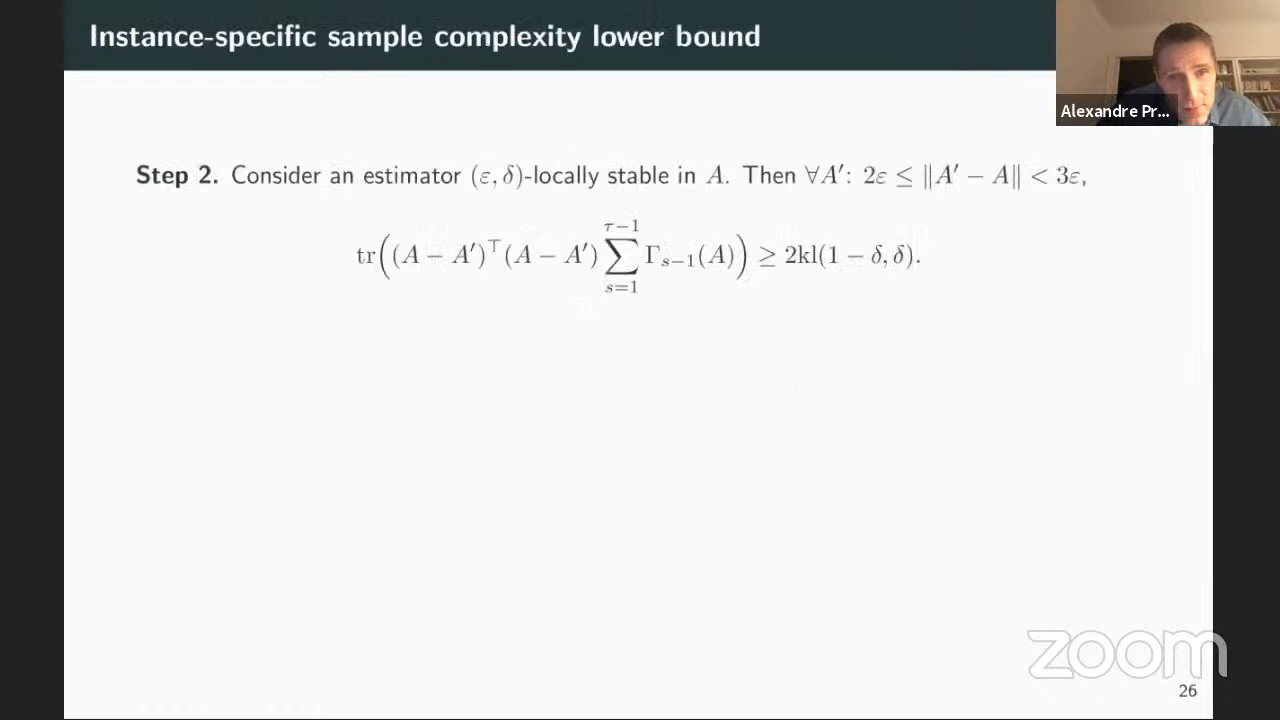 Instance-specific sample complexity lower bound
Alexandre Pr...
Step 2. Consider an estimator (ε, δ)-locally stable in A. Then ∀A′: 2ε ≤ ‖A′ − A‖ < 3ε,
tr((A − A′)⊤(A − A′) ∑_{s=1}^{τ−1} Γ_{s−1}(A)) ≥ 2kl(1 − δ, δ).
zoom
26